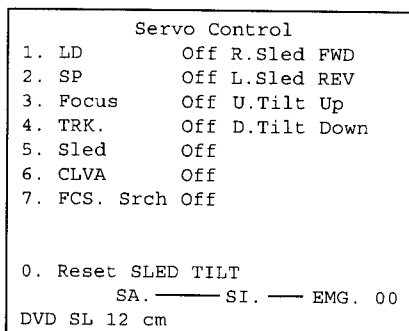 Servo Control
1. LD Off R.Sled FWD
2. SP Off L.Sled REV
3. Focus Off U.Tilt Up
4. TRK. Off D.Tilt Down
5. Sled Off
6. CLVA Off
7. FCS. Srch Off
0. Reset SLED TILT
SA. —— SI. —— EMG. 00
DVD SL 12 cm